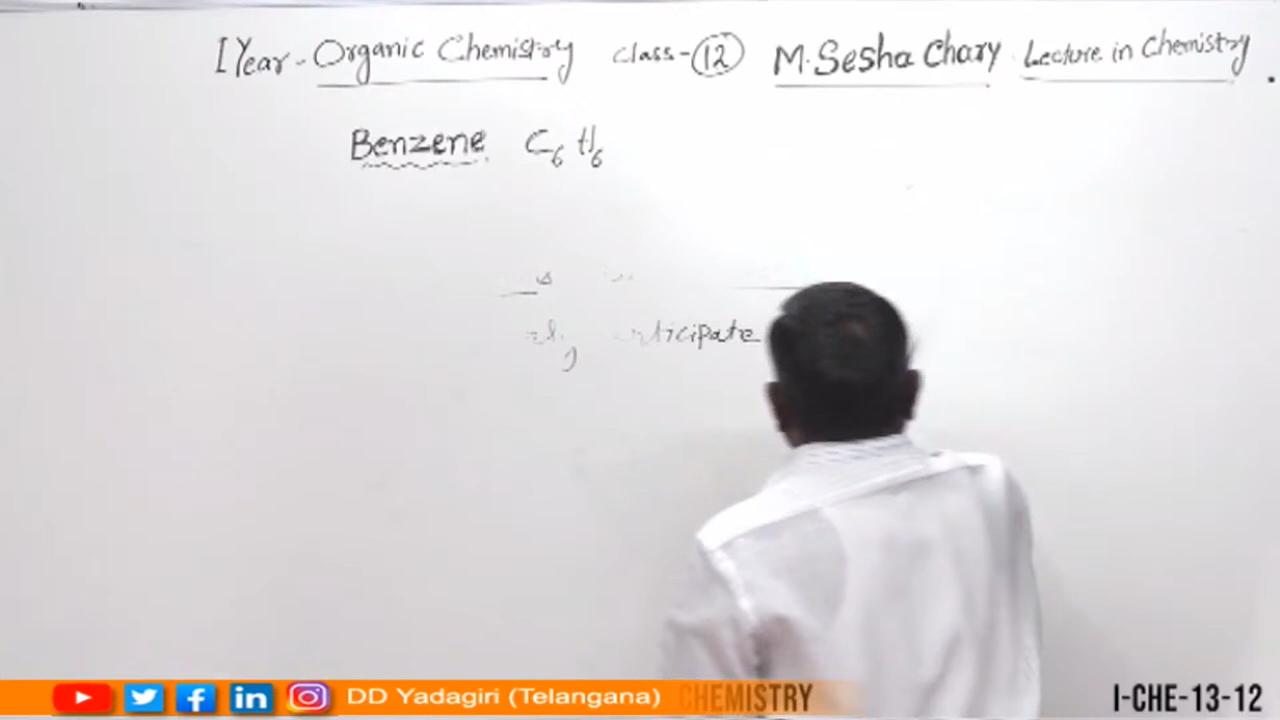 I Year - Organic Chemistry class - 12 M. Sesha Chary Lecture in Chemistry.
Benzene C6H6
DD Yadagiri (Telangana) CHEMISTRY I-CHE-13-12